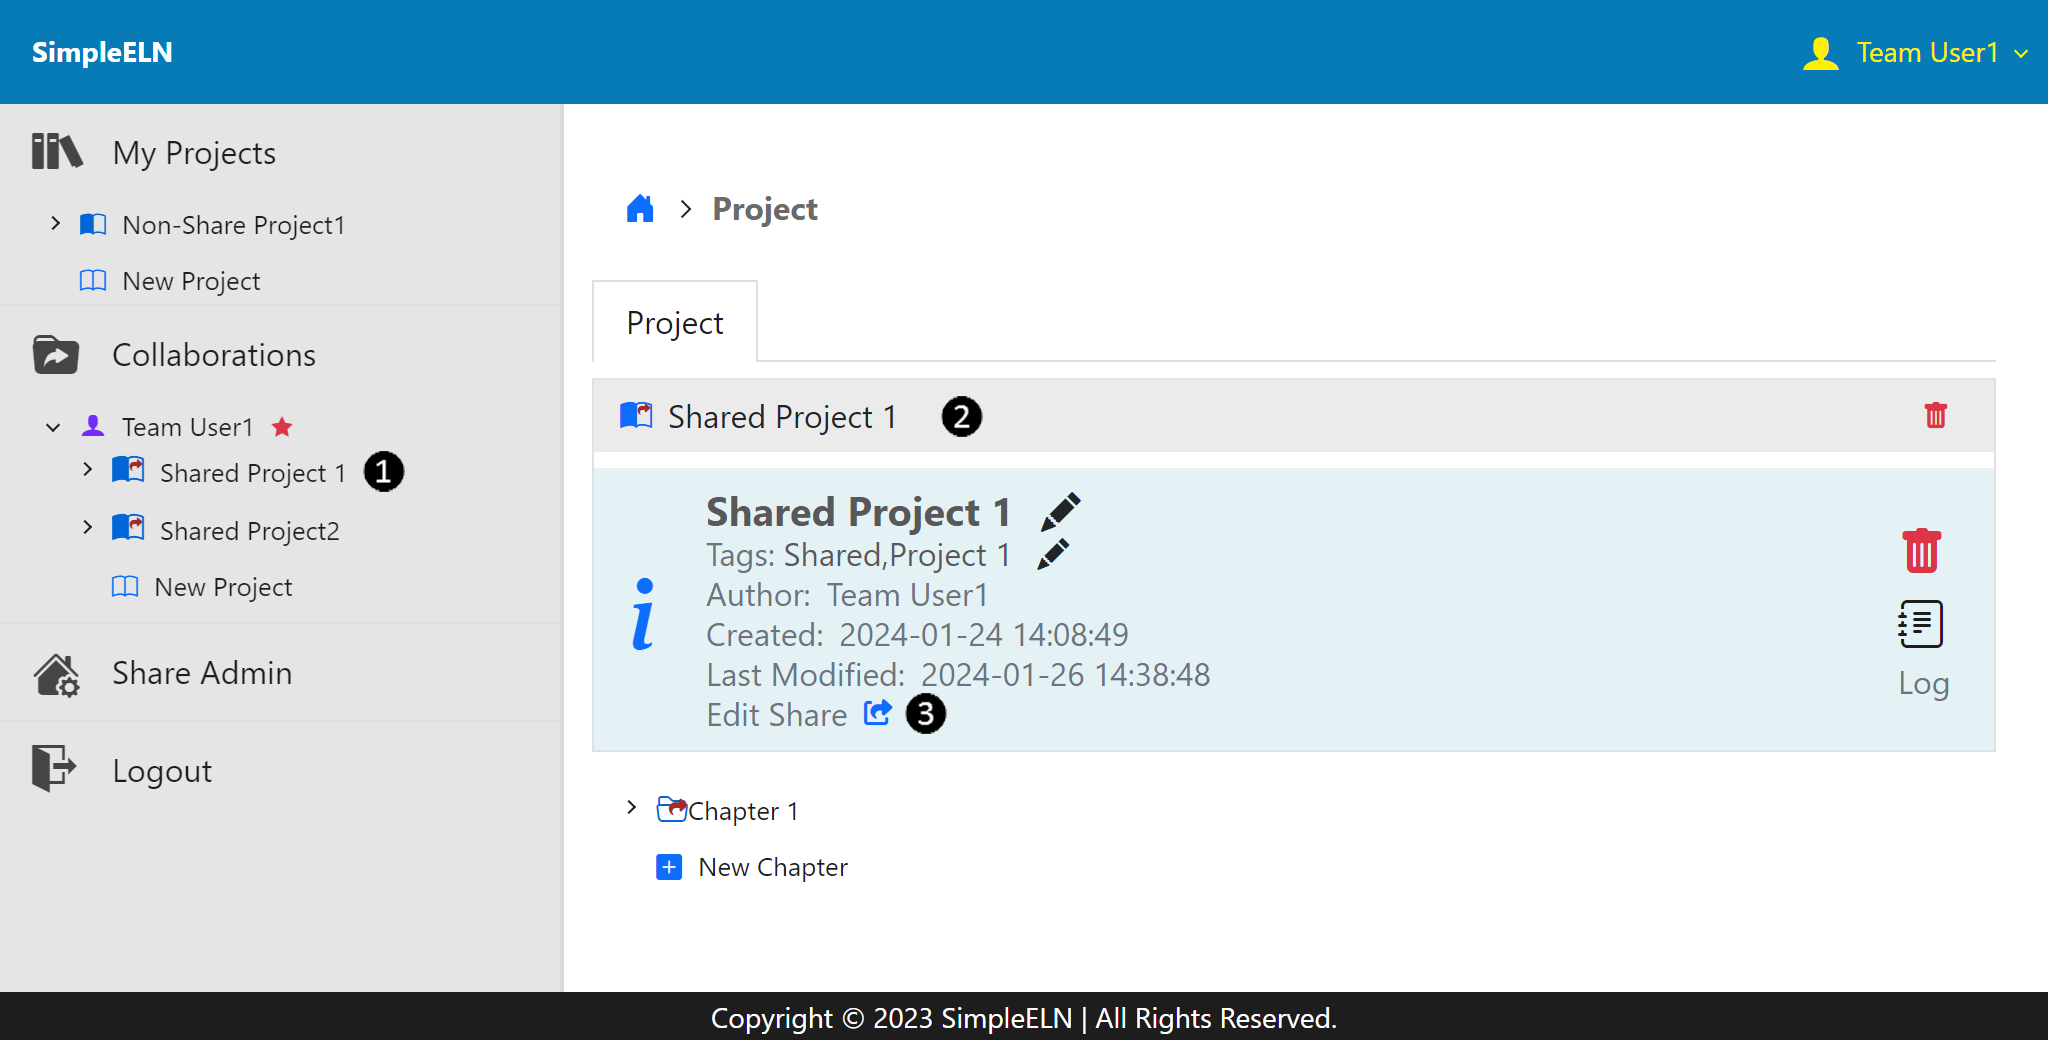 SimpleELN
Team User1
My Projects
Non-Share Project1
New Project
Collaborations
Team User1
Shared Project 1 1
Shared Project2
New Project
Share Admin
Logout
Project
Project
Shared Project 1 2
Shared Project 1
Tags: Shared,Project 1
Author: Team User1
Created: 2024-01-24 14:08:49
Last Modified: 2024-01-26 14:38:48
Edit Share 3
Log
Chapter 1
New Chapter
Copyright © 2023 SimpleELN | All Rights Reserved.